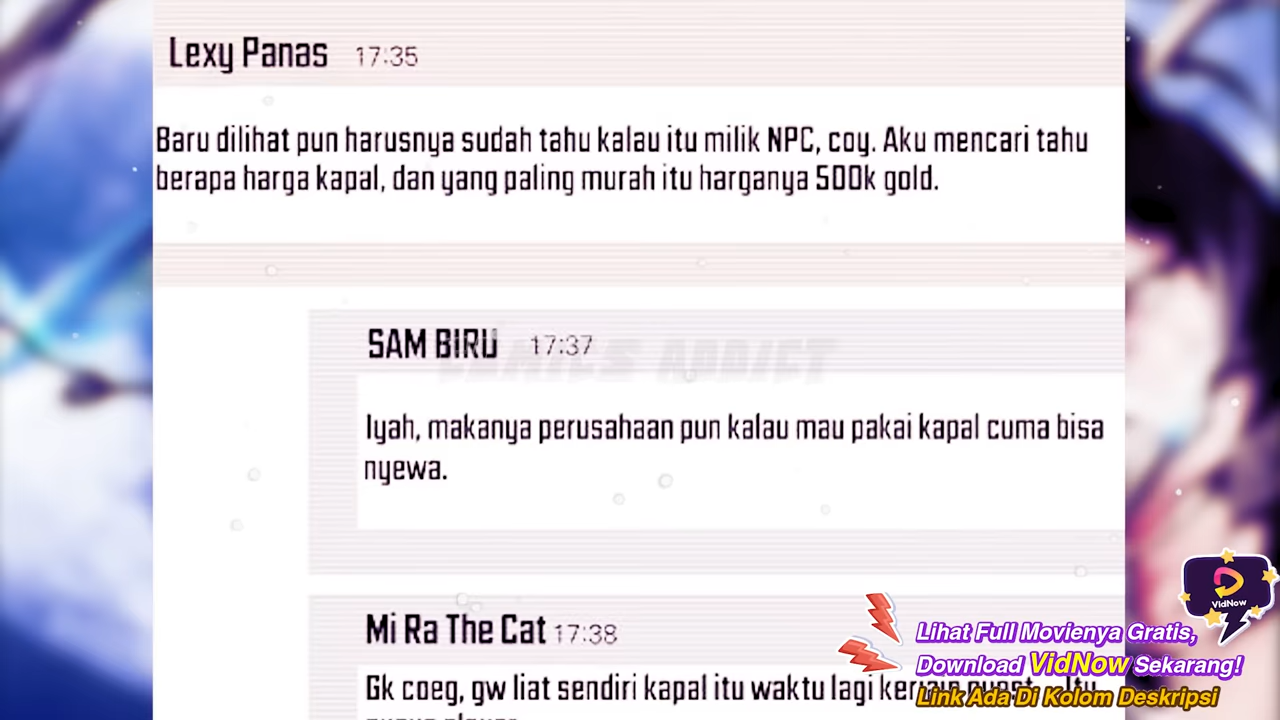 Lexy Panas 17:35
Baru dilihat pun harusnya sudah tahu kalau itu milik NPC, coy. Aku mencari tahu
berapa harga kapal, dan yang paling murah itu harganya 500k gold.
SAM BIRU 17:37
COMICS ADDICT
Iyah, makanya perusahaan pun kalau mau pakai kapal cuma bisa
nyewa.
Mi Ra The Cat 17:38
Gk coeg, gw liat sendiri kapal itu waktu lagi
VidNow
Lihat Full Movienya Gratis,
Download VidNow Sekarang!
Link Ada Di Kolom Deskripsi